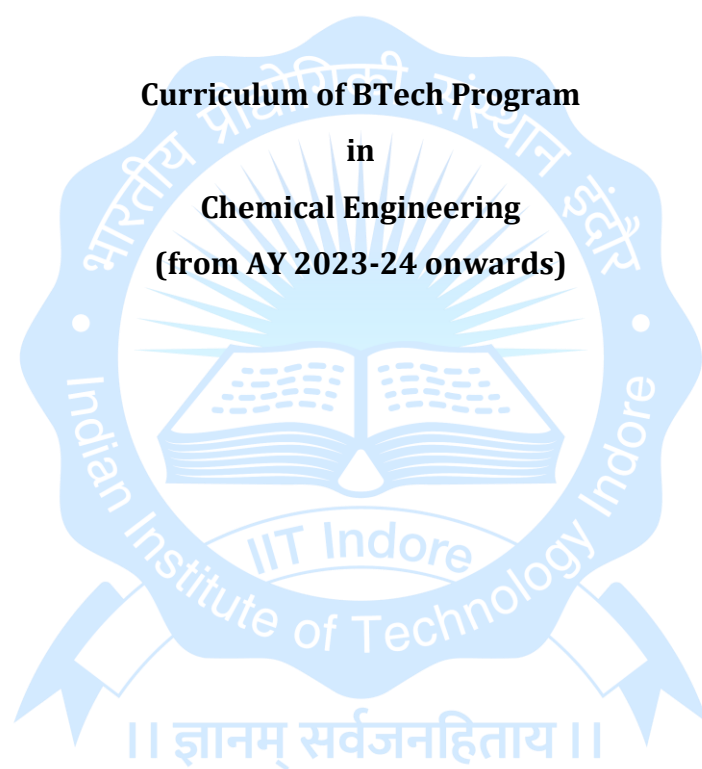 Curriculum of BTech Program
in
Chemical Engineering
(from AY 2023-24 onwards)
भारतीय प्रौद्योगिकी संस्थान इंदौर
Indian Institute of Technology Indore
IIT Indore
।। ज्ञानम् सर्वजनहिताय ।।